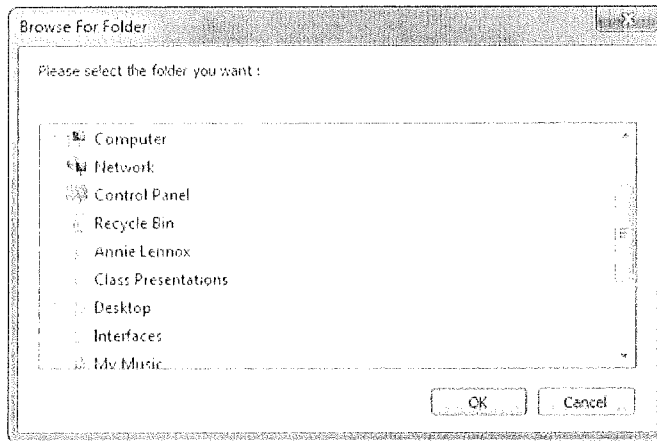 Browse For Folder
Please select the folder you want :
Computer
Network
Control Panel
Recycle Bin
Annie Lennox
Class Presentations
Desktop
Interfaces
My Music
OK
Cancel